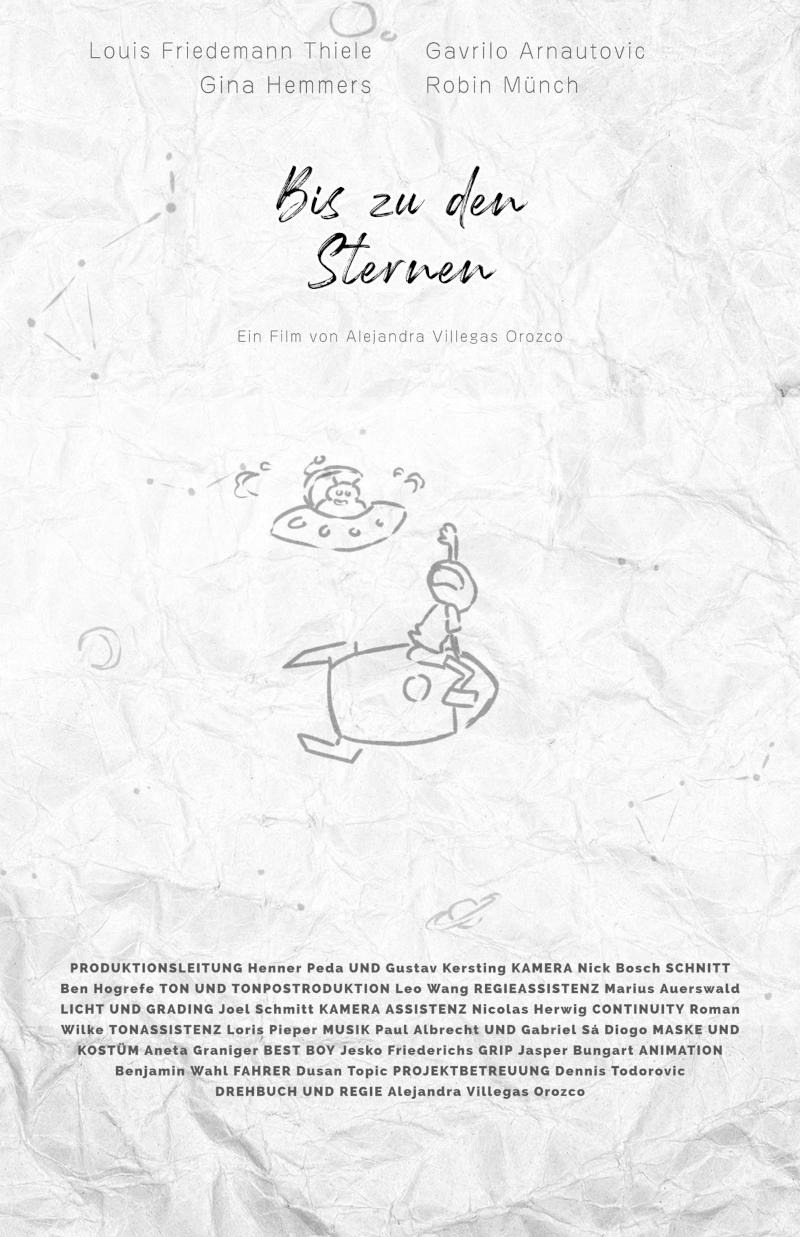 Louis Friedemann Thiele Gavrilo Arnautovic
Gina Hemmers Robin Münch
Bis zu den
Sternen
Ein Film von Alejandra Villegas Orozco
PRODUKTIONSLEITUNG Henner Peda UND Gustav Kersting KAMERA Nick Bosch SCHNITT
Ben Hogrefe TON UND TONPOSTRODUKTION Leo Wang REGIEASSISTENZ Marius Auerswald
LICHT UND GRADING Joel Schmitt KAMERA ASSISTENZ Nicolas Herwig CONTINUITY Roman
Wilke TONASSISTENZ Loris Pieper MUSIK Paul Albrecht UND Gabriel Sá Diogo MASKE UND
KOSTÜM Aneta Graniger BEST BOY Jesko Friederichs GRIP Jasper Bungart ANIMATION
Benjamin Wahl FAHRER Dusan Topic PROJEKTBETREUUNG Dennis Todorovic
DREHBUCH UND REGIE Alejandra Villegas Orozco